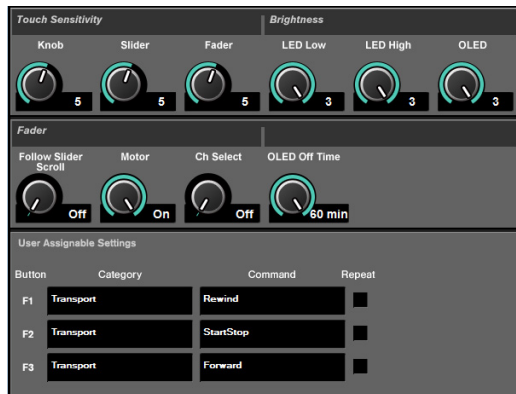 Touch Sensitivity
Brightness
Knob
Slider
Fader
LED Low
LED High
OLED
5
5
5
3
3
3
Fader
Follow Slider
Scroll
Motor
Ch Select
OLED Off Time
Off
On
Off
60 min
User Assignable Settings
Button
Category
Command
Repeat
F1
Transport
Rewind
F2
Transport
StartStop
F3
Transport
Forward